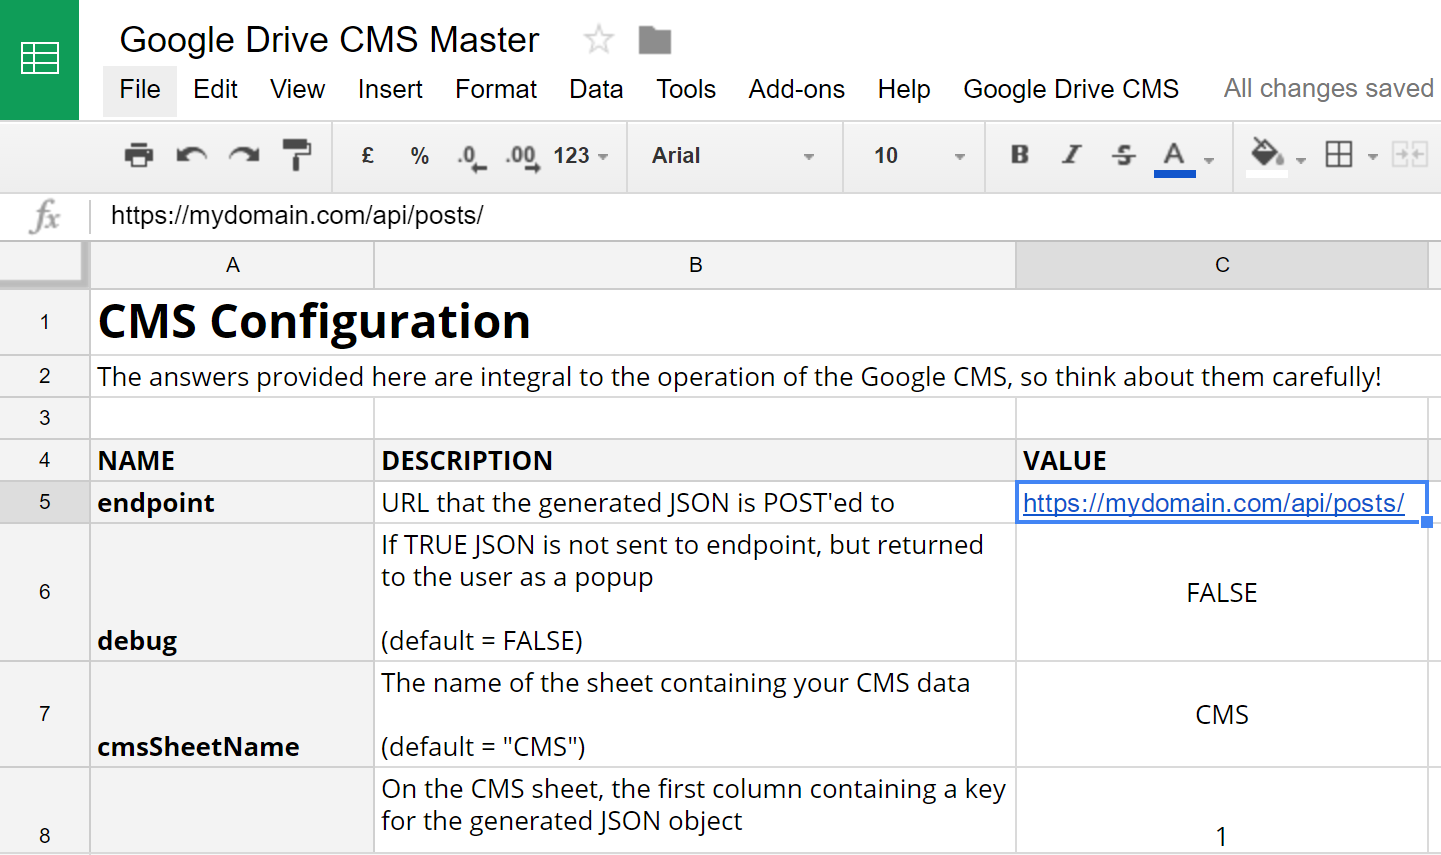 Google Drive CMS Master
File Edit View Insert Format Data Tools Add-ons Help Google Drive CMS All changes saved
£ % .0 .00 123 Arial 10 B I S A
fx https://mydomain.com/api/posts/
A B C
1 CMS Configuration
2 The answers provided here are integral to the operation of the Google CMS, so think about them carefully!
3
4 NAME DESCRIPTION VALUE
5 endpoint URL that the generated JSON is POST'ed to https://mydomain.com/api/posts/
If TRUE JSON is not sent to endpoint, but returned
to the user as a popup
6 FALSE
debug (default = FALSE)
The name of the sheet containing your CMS data
7 CMS
cmsSheetName (default = "CMS")
On the CMS sheet, the first column containing a key
for the generated JSON object
8 1